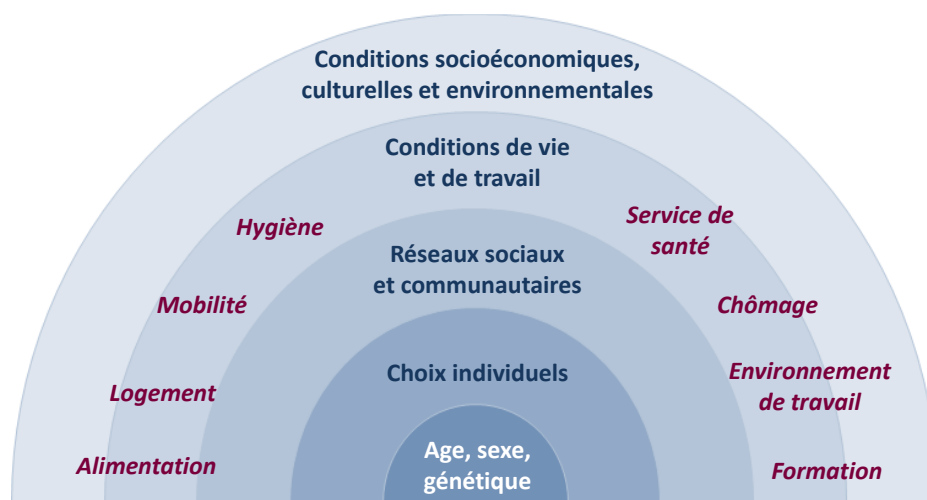 Conditions socioéconomiques,
culturelles et environnementales
Conditions de vie
et de travail
Hygiène
Service de
santé
Réseaux sociaux
et communautaires
Mobilité
Chômage
Choix individuels
Environnement
de travail
Logement
Alimentation
Age, sexe,
génétique
Formation